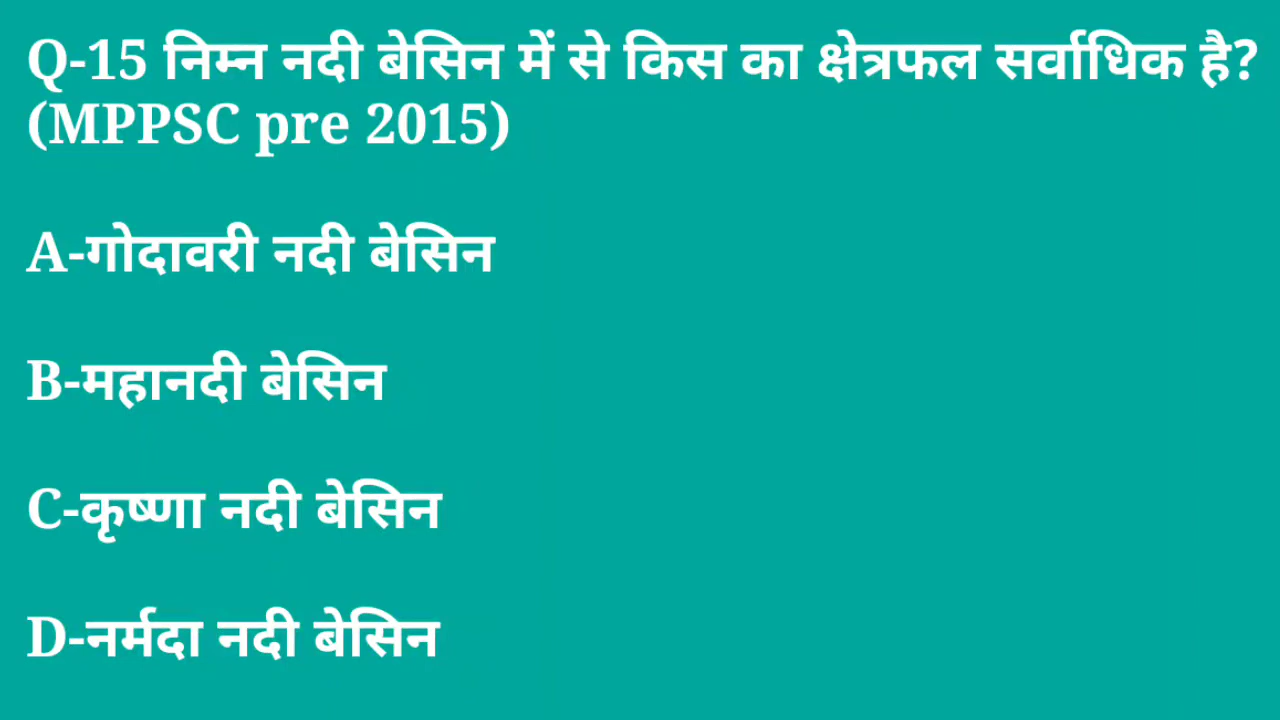 Q-15 निम्न नदी बेसिन में से किस का क्षेत्रफल सर्वाधिक है?
(MPPSC pre 2015)
A-गोदावरी नदी बेसिन
B-महानदी बेसिन
C-कृष्णा नदी बेसिन
D-नर्मदा नदी बेसिन